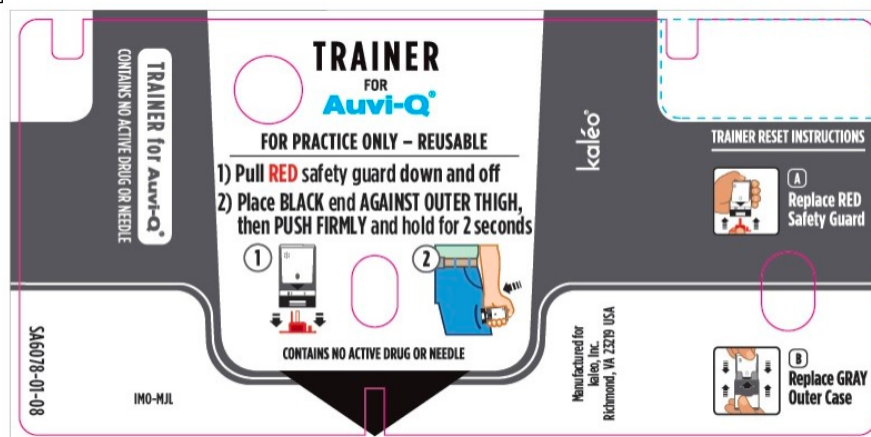 TRAINER for Auvi-Q®
CONTAINS NO ACTIVE DRUG OR NEEDLE
SA6078-01-08
IMO-MJL
TRAINER
FOR
Auvi-Q®
FOR PRACTICE ONLY – REUSABLE
1) Pull RED safety guard down and off
2) Place BLACK end AGAINST OUTER THIGH,
then PUSH FIRMLY and hold for 2 seconds
1
2
CONTAINS NO ACTIVE DRUG OR NEEDLE
kaléo®
Manufactured for
kaleo, Inc.
Richmond, VA 23219 USA
TRAINER RESET INSTRUCTIONS
A
Replace RED
Safety Guard
B
Replace GRAY
Outer Case